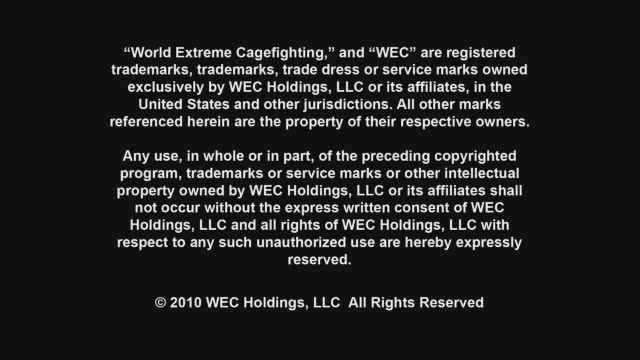 “World Extreme Cagefighting,” and “WEC” are registered
trademarks, trademarks, trade dress or service marks owned
exclusively by WEC Holdings, LLC or its affiliates, in the
United States and other jurisdictions. All other marks
referenced herein are the property of their respective owners.
Any use, in whole or in part, of the preceding copyrighted
program, trademarks or service marks or other intellectual
property owned by WEC Holdings, LLC or its affiliates shall
not occur without the express written consent of WEC
Holdings, LLC and all rights of WEC Holdings, LLC with
respect to any such unauthorized use are hereby expressly
reserved.
© 2010 WEC Holdings, LLC  All Rights Reserved